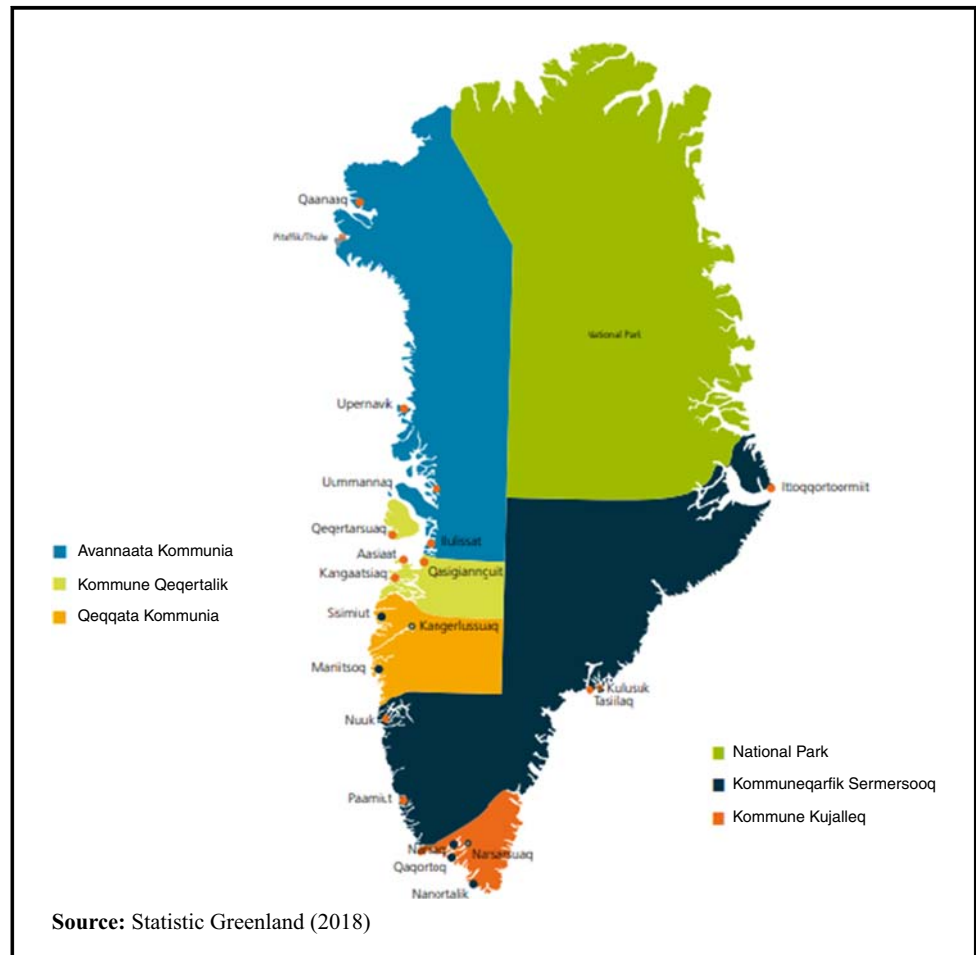 Qaanaaq
Pituffik/Thule
National Park
Upernavik
Uummannaq
Ittoqqortoormiit
Qeqertarsuaq
Ilulissat
Avannaata Kommunia
Aasiaat
Kangaatsiaq
Qasigiannguit
Kommune Qeqertalik
Sisimiut
Kangerlussuaq
Qeqqata Kommunia
Maniitsoq
Kulusuk
Tasiilaq
Nuuk
National Park
Kommuneqarfik Sermersooq
Paamiut
Kommune Kujalleq
Narsaq
Narsarsuaq
Qaqortoq
Nanortalik
Source: Statistic Greenland (2018)